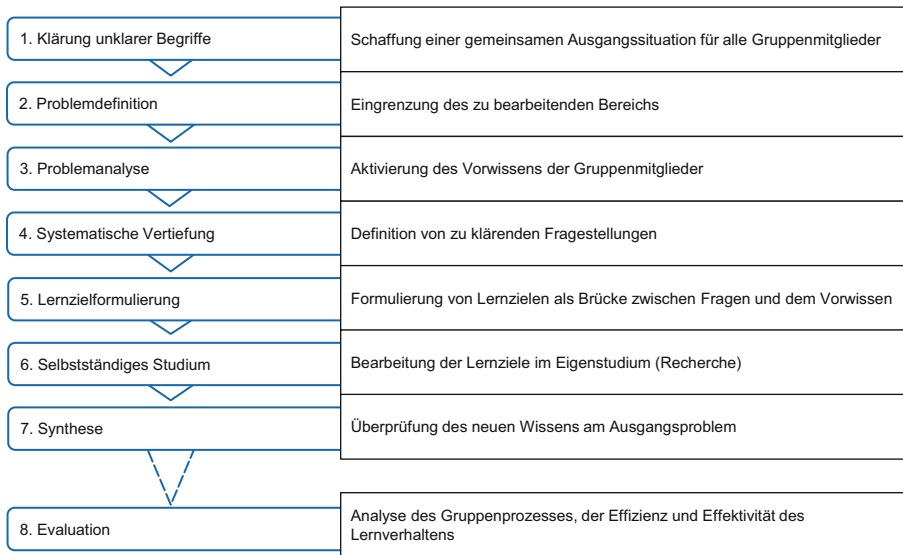 1. Klärung unklarer Begriffe
Schaffung einer gemeinsamen Ausgangssituation für alle Gruppenmitglieder
2. Problemdefinition
Eingrenzung des zu bearbeitenden Bereichs
3. Problemanalyse
Aktivierung des Vorwissens der Gruppenmitglieder
4. Systematische Vertiefung
Definition von zu klärenden Fragestellungen
5. Lernzielformulierung
Formulierung von Lernzielen als Brücke zwischen Fragen und dem Vorwissen
6. Selbstständiges Studium
Bearbeitung der Lernziele im Eigenstudium (Recherche)
7. Synthese
Überprüfung des neuen Wissens am Ausgangsproblem
8. Evaluation
Analyse des Gruppenprozesses, der Effizienz und Effektivität des
Lernverhaltens